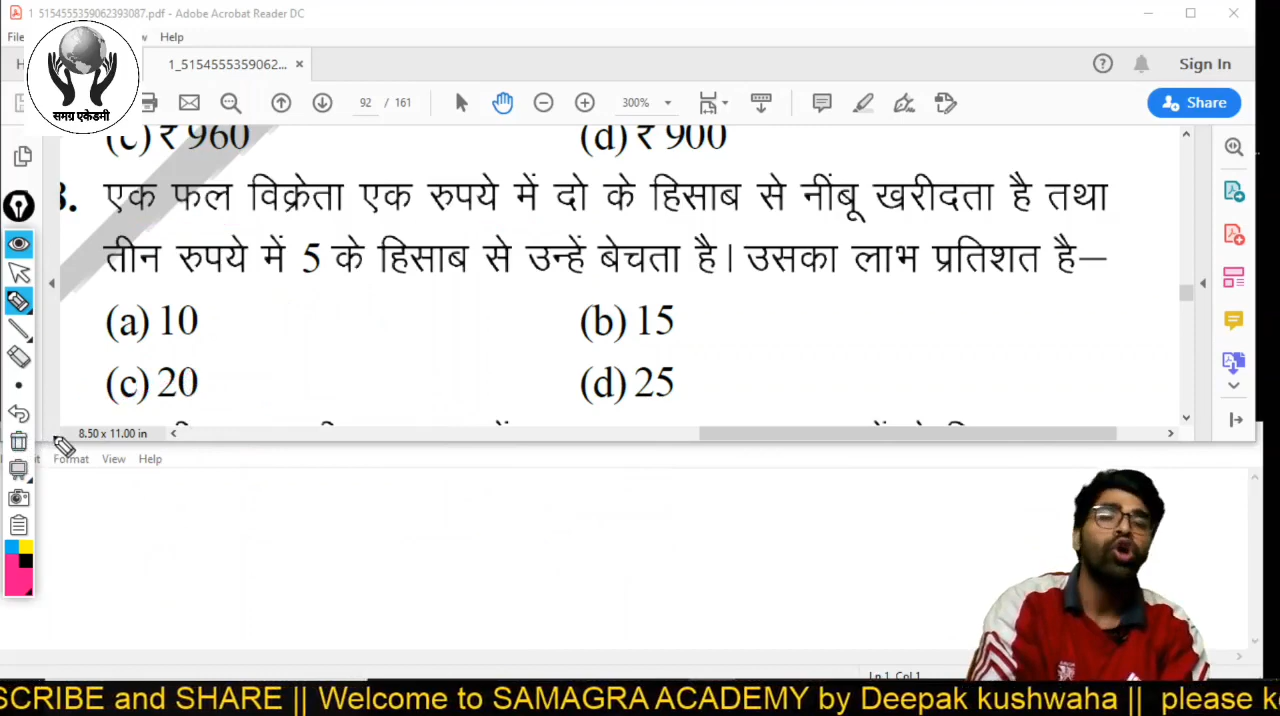 1_5154555359062393087.pdf - Adobe Acrobat Reader DC
File
Help
1_5154555359062... ×
Sign In
92 / 161
300%
Share
समग्र एकेडमी
(c) ₹ 960 (d) ₹ 900
3. एक फल विक्रेता एक रुपये में दो के हिसाब से नींबू खरीदता है तथा
तीन रुपये में 5 के हिसाब से उन्हें बेचता है। उसका लाभ प्रतिशत है—
(a) 10 (b) 15
(c) 20 (d) 25
8.50 x 11.00 in
Format View Help
Ln 1, Col 1
SCRIBE and SHARE || Welcome to SAMAGRA ACADEMY by Deepak kushwaha || please k